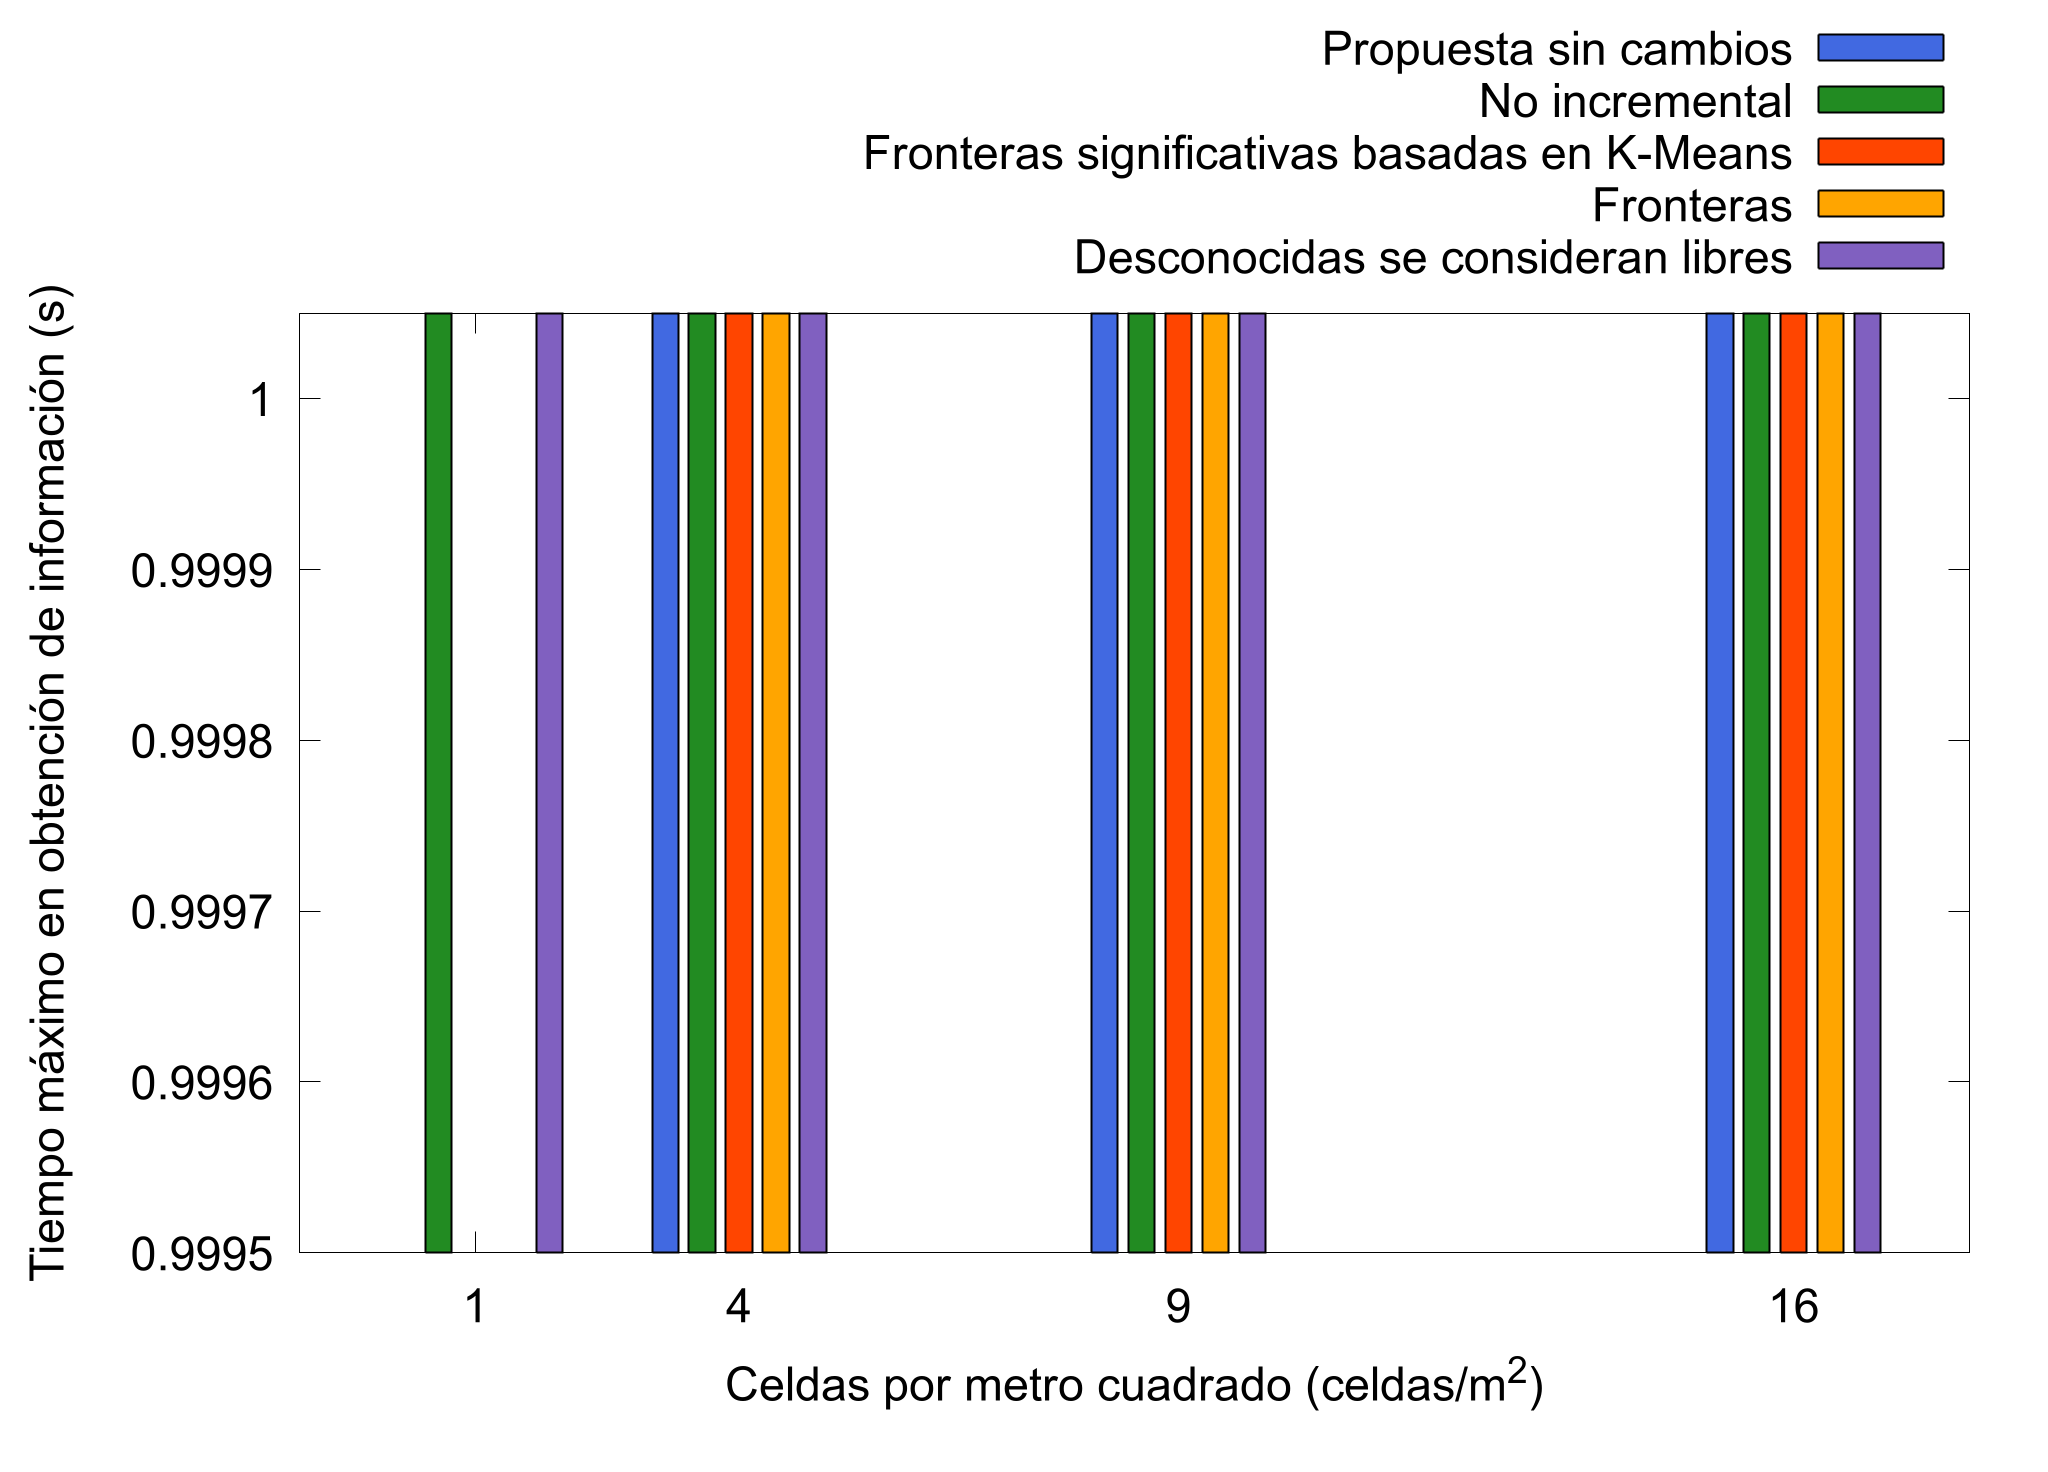 Propuesta sin cambios
No incremental
Fronteras significativas basadas en K-Means
Fronteras
Desconocidas se consideran libres
Tiempo máximo en obtención de información (s)
1
0.9999
0.9998
0.9997
0.9996
0.9995
1 4 9 16
Celdas por metro cuadrado (celdas/m²)